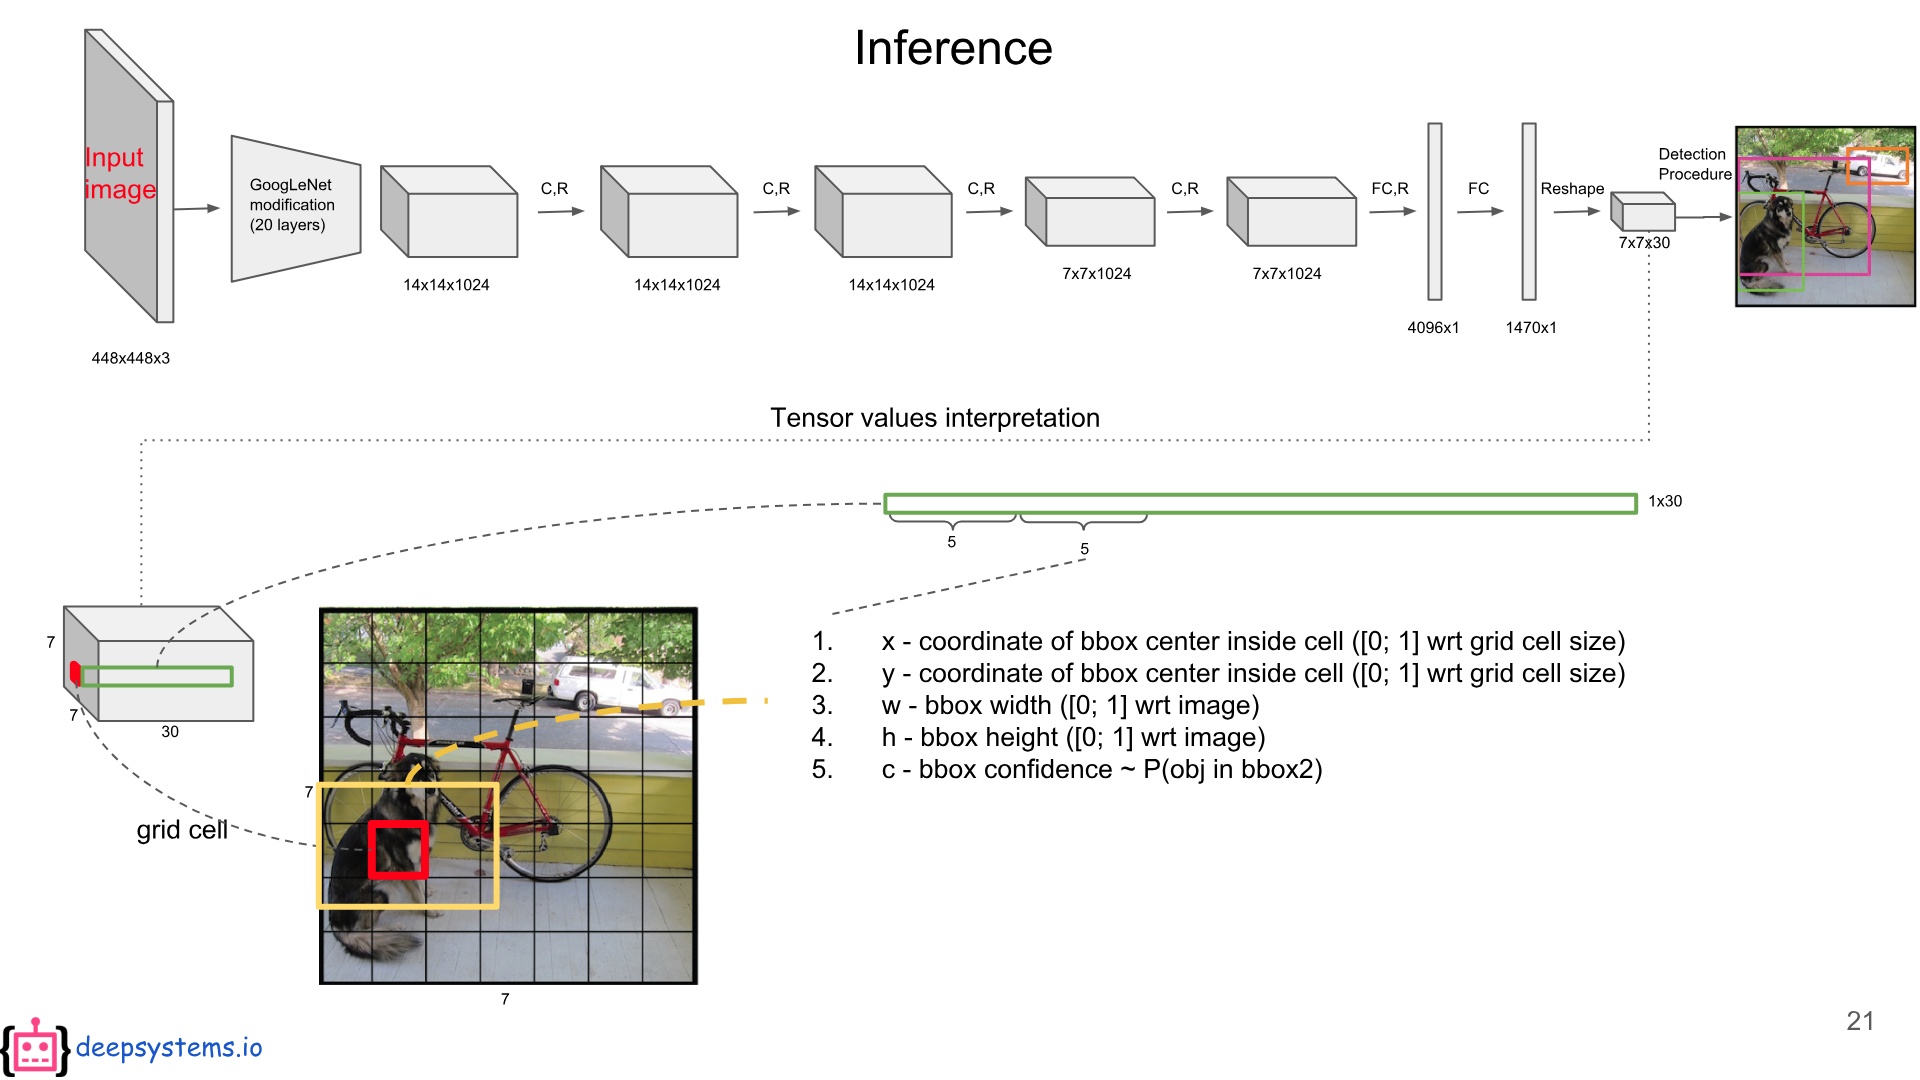 Inference
Input
image
448x448x3
GoogLeNet
modification
(20 layers)
14x14x1024
C,R
14x14x1024
C,R
14x14x1024
C,R
7x7x1024
C,R
7x7x1024
FC,R
4096x1
FC
1470x1
Reshape
7x7x30
Detection
Procedure
Tensor values interpretation
1x30
5
5
7
7
30
grid cell
7
7
1. x - coordinate of bbox center inside cell ([0; 1] wrt grid cell size)
2. y - coordinate of bbox center inside cell ([0; 1] wrt grid cell size)
3. w - bbox width ([0; 1] wrt image)
4. h - bbox height ([0; 1] wrt image)
5. c - bbox confidence ~ P(obj in bbox2)
deepsystems.io
21